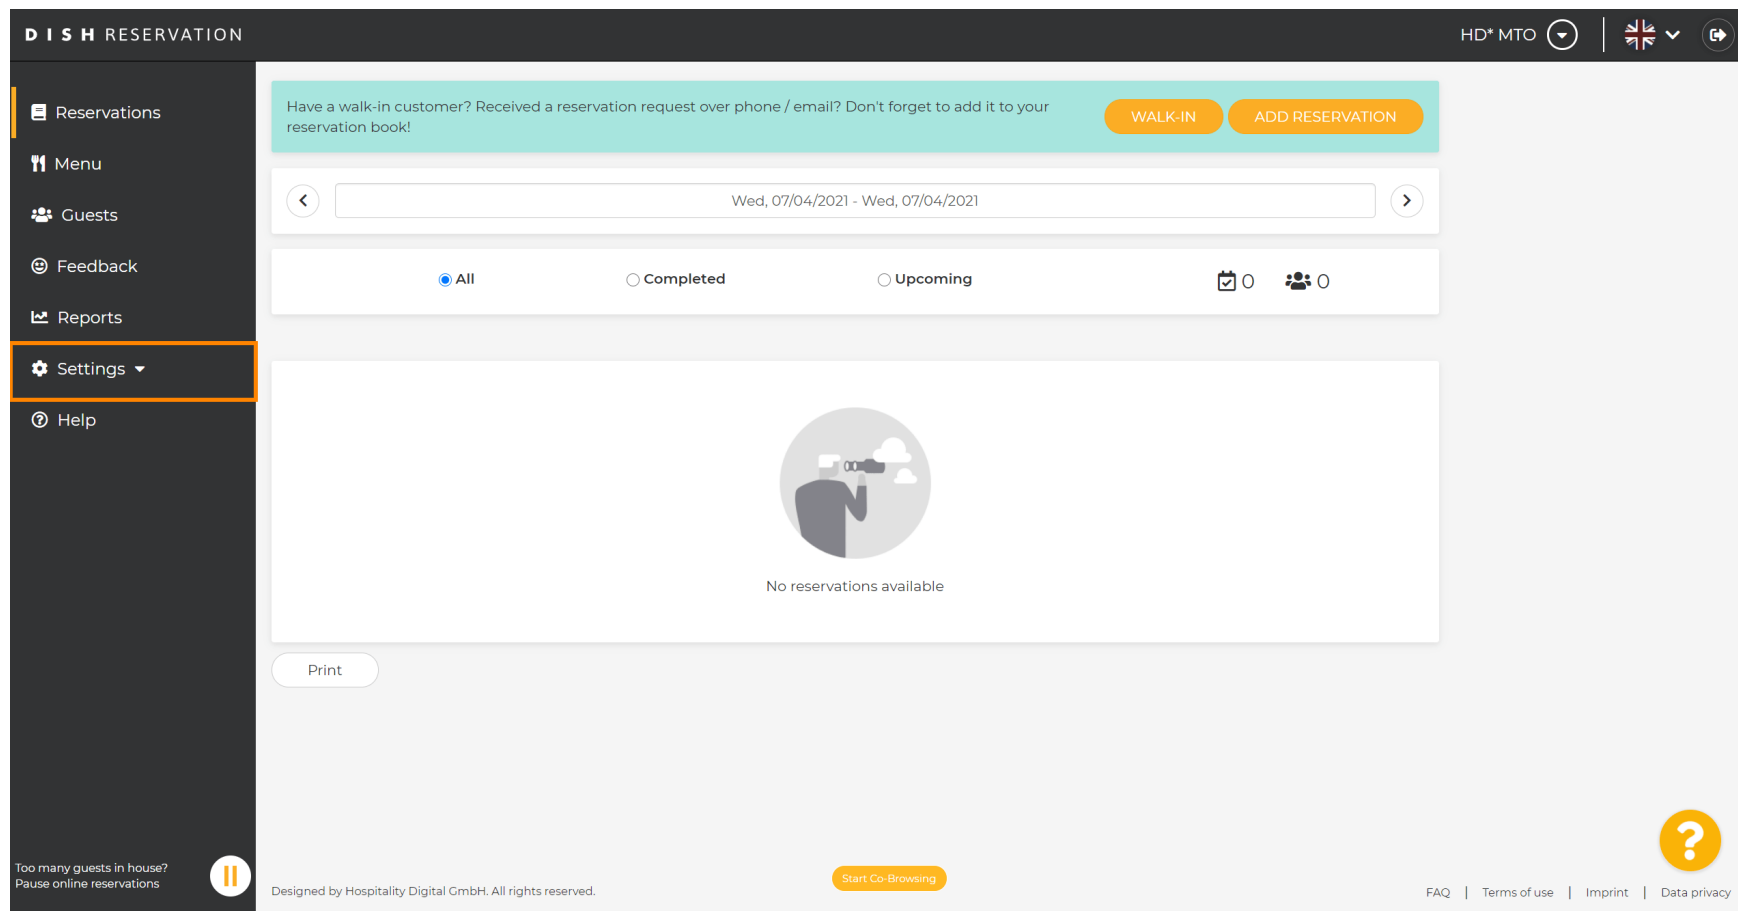 DISH RESERVATION
HD* MTO
Reservations
Menu
Guests
Feedback
Reports
Settings
Help
Have a walk-in customer? Received a reservation request over phone / email? Don't forget to add it to your
reservation book!
WALK-IN
ADD RESERVATION
Wed, 07/04/2021 - Wed, 07/04/2021
All
Completed
Upcoming
0
0
No reservations available
Print
Too many guests in house?
Pause online reservations
Designed by Hospitality Digital GmbH. All rights reserved.
Start Co-Browsing
?
FAQ | Terms of use | Imprint | Data privacy